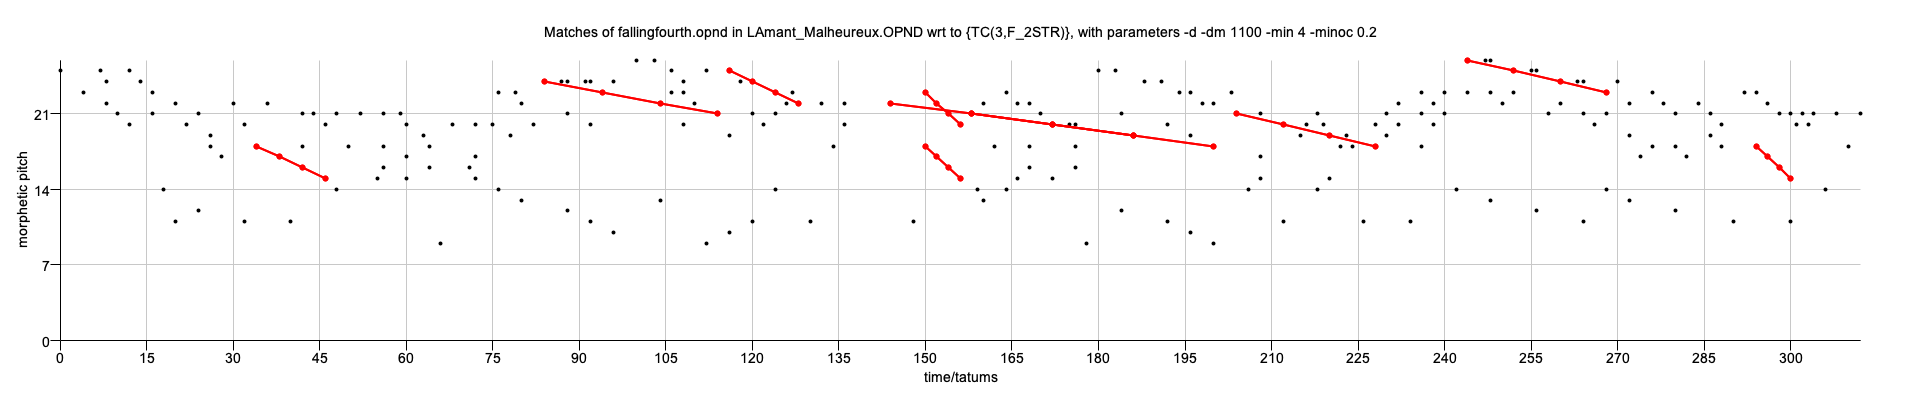 Matches of fallingfourth.opnd in LAmant_Malheureux.OPND wrt to {TC(3,F_2STR)}, with parameters -d -dm 1100 -min 4 -minoc 0.2
morphetic pitch
21
14
7
0
0 15 30 45 60 75 90 105 120 135 150 165 180 195 210 225 240 255 270 285 300
time/tatums